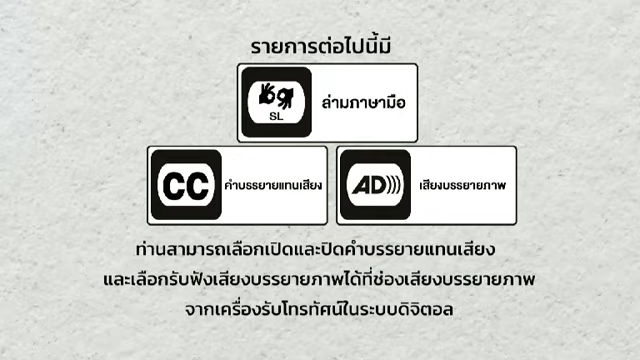 รายการต่อไปนี้มี
SL
ล่ามภาษามือ
CC
คำบรรยายแทนเสียง
AD
เสียงบรรยายภาพ
ท่านสามารถเลือกเปิดและปิดคำบรรยายแทนเสียง
และเลือกรับฟังเสียงบรรยายภาพได้ที่ช่องเสียงบรรยายภาพ
จากเครื่องรับโทรทัศน์ในระบบดิจิตอล